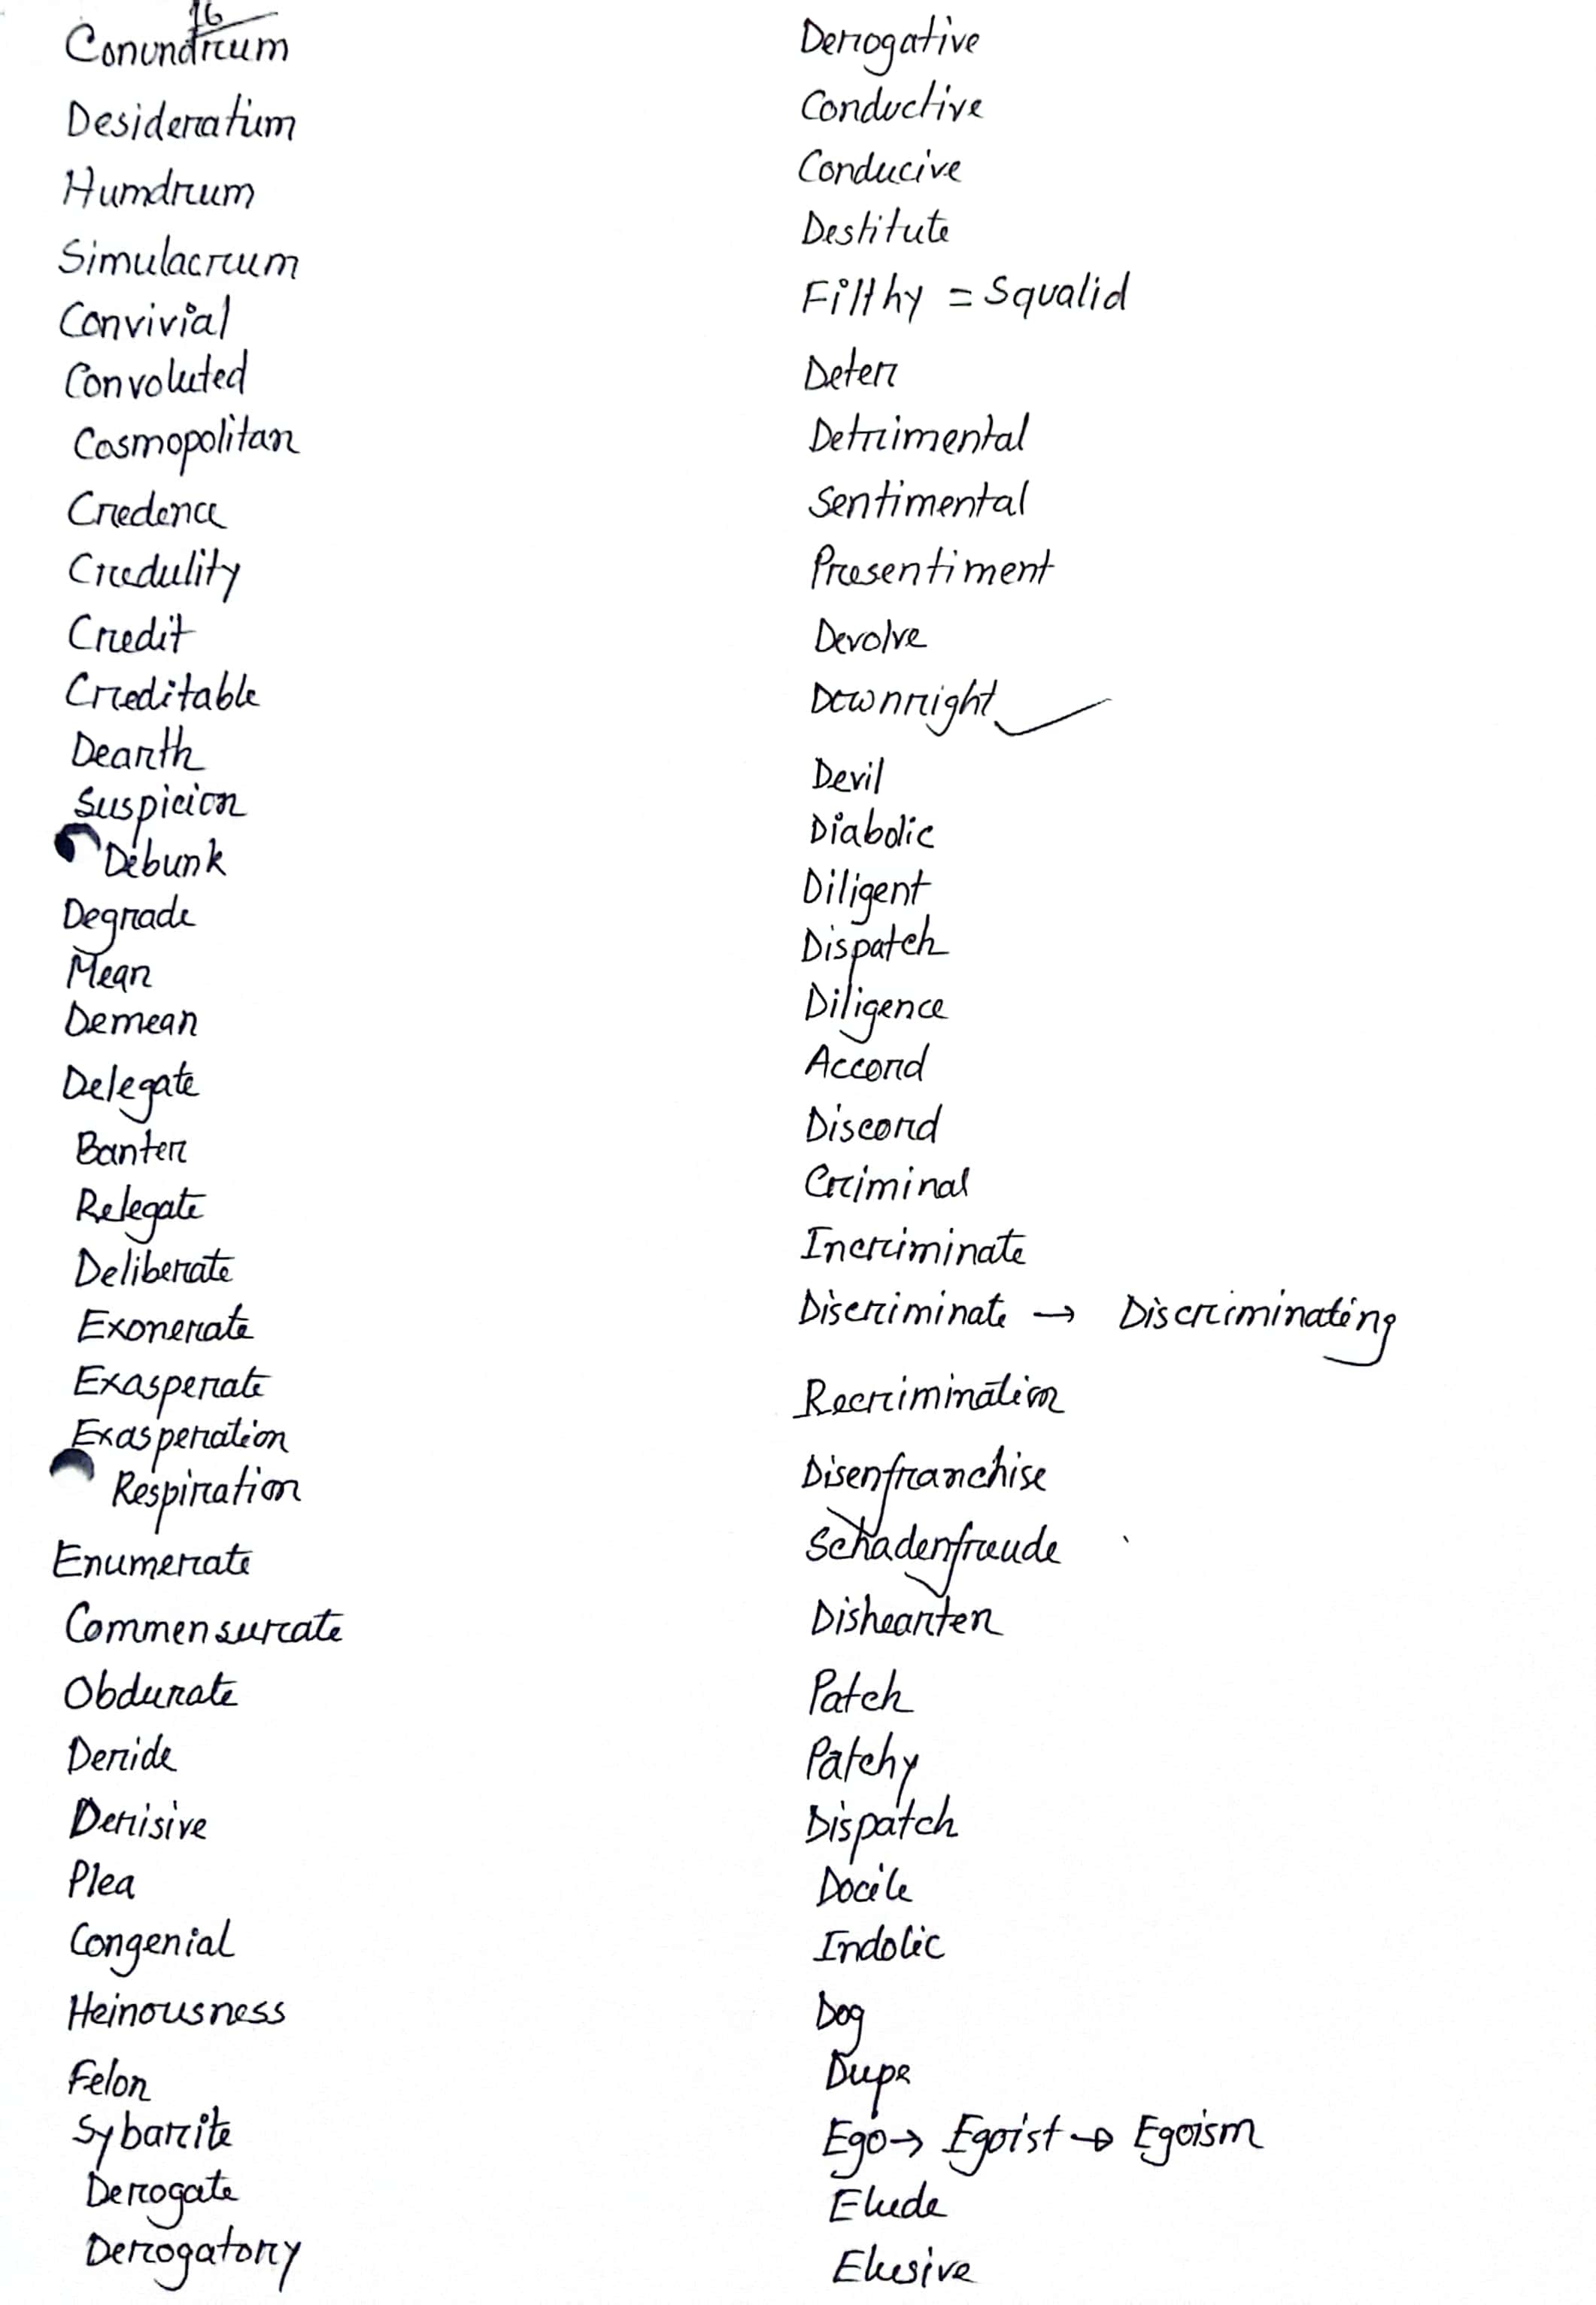 16
Conundrum
Desideratum
Humdrum
Simulacrum
Convivial
Convoluted
Cosmopolitan
Credence
Credulity
Credit
Creditable
Dearth
Suspicion
Debunk
Degrade
Mean
Demean
Delegate
Banter
Relegate
Deliberate
Exonerate
Exasperate
Exasperation
Respiration
Enumerate
Commensurate
Obdurate
Deride
Derisive
Plea
Congenial
Heinousness
Felon
Sybarite
Derogate
Derogatory
Derogative
Conductive
Conducive
Destitute
Filthy = Squalid
Deter
Detrimental
Sentimental
Presentiment
Devolve
Downright
Devil
Diabolic
Diligent
Dispatch
Diligence
Accord
Discord
Criminal
Incriminate
Discriminate → Discriminating
Recrimination
Disenfranchise
Schadenfreude
Dishearten
Patch
Patchy
Dispatch
Docile
Indolic
Dog
Dupe
Ego → Egoist → Egoism
Elude
Elusive